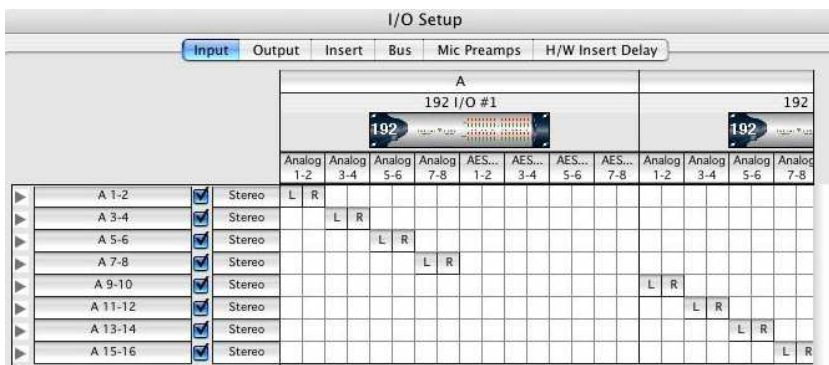 I/O Setup
Input Output Insert Bus Mic Preamps H/W Insert Delay
A
192 I/O #1 192
192 192
Analog Analog Analog Analog AES... AES... AES... AES... Analog Analog Analog Analog
1-2 3-4 5-6 7-8 1-2 3-4 5-6 7-8 1-2 3-4 5-6 7-8
A 1-2 Stereo L R
A 3-4 Stereo L R
A 5-6 Stereo L R
A 7-8 Stereo L R
A 9-10 Stereo L R
A 11-12 Stereo L R
A 13-14 Stereo L R
A 15-16 Stereo L R